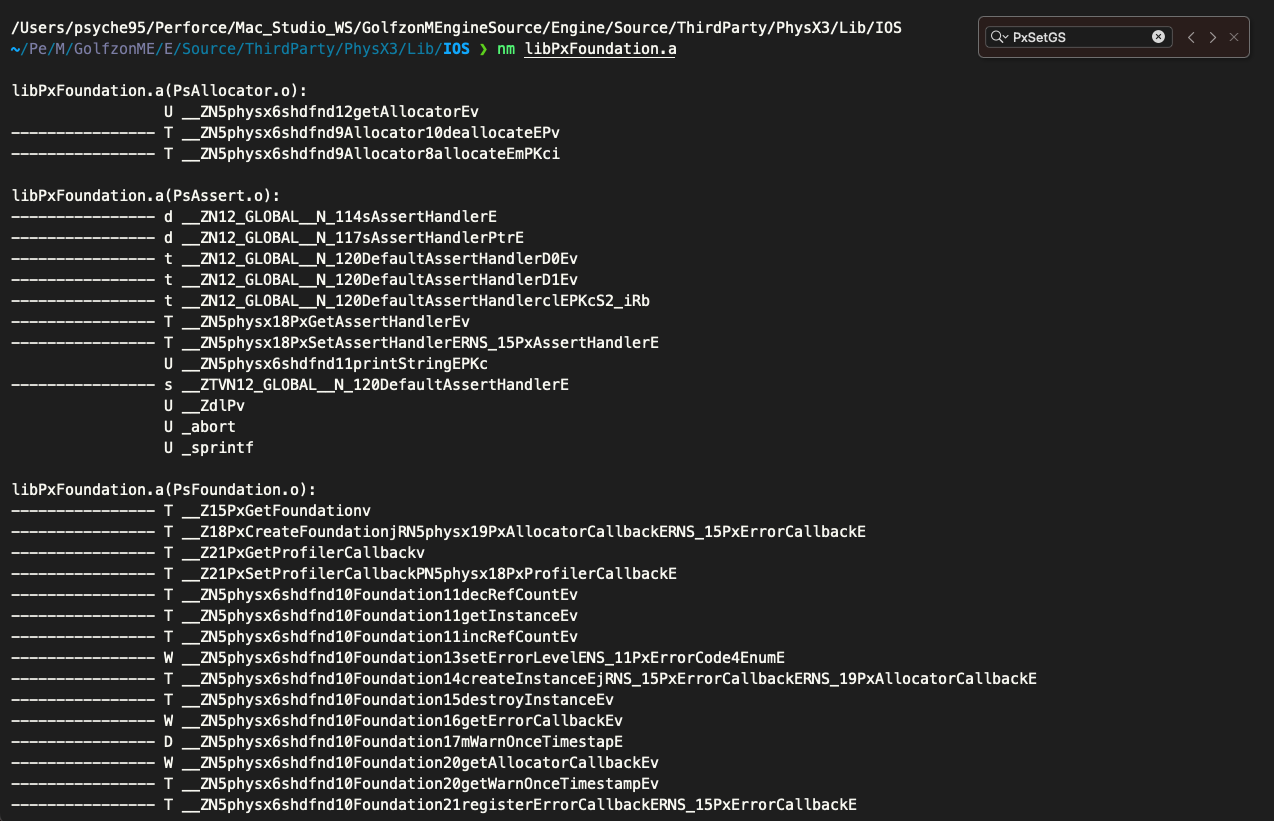 /Users/psyche95/Perforce/Mac_Studio_WS/GolfzonMEngineSource/Engine/Source/ThirdParty/PhysX3/Lib/IOS
PxSetGS
~/Pe/M/GolfzonME/E/Source/ThirdParty/PhysX3/Lib/IOS ❯ nm libPxFoundation.a
libPxFoundation.a(PsAllocator.o):
U __ZN5physx6shdfnd12getAllocatorEv
---------------- T __ZN5physx6shdfnd9Allocator10deallocateEPv
---------------- T __ZN5physx6shdfnd9Allocator8allocateEmPKci
libPxFoundation.a(PsAssert.o):
---------------- d __ZN12_GLOBAL__N_114sAssertHandlerE
---------------- d __ZN12_GLOBAL__N_117sAssertHandlerPtrE
---------------- t __ZN12_GLOBAL__N_120DefaultAssertHandlerD0Ev
---------------- t __ZN12_GLOBAL__N_120DefaultAssertHandlerD1Ev
---------------- t __ZN12_GLOBAL__N_120DefaultAssertHandlerclEPKcS2_iRb
---------------- T __ZN5physx18PxGetAssertHandlerEv
---------------- T __ZN5physx18PxSetAssertHandlerERNS_15PxAssertHandlerE
U __ZN5physx6shdfnd11printStringEPKc
---------------- s __ZTVN12_GLOBAL__N_120DefaultAssertHandlerE
U __ZdlPv
U _abort
U _sprintf
libPxFoundation.a(PsFoundation.o):
---------------- T __Z15PxGetFoundationv
---------------- T __Z18PxCreateFoundationjRN5physx19PxAllocatorCallbackERNS_15PxErrorCallbackE
---------------- T __Z21PxGetProfilerCallbackv
---------------- T __Z21PxSetProfilerCallbackPN5physx18PxProfilerCallbackE
---------------- T __ZN5physx6shdfnd10Foundation11decRefCountEv
---------------- T __ZN5physx6shdfnd10Foundation11getInstanceEv
---------------- T __ZN5physx6shdfnd10Foundation11incRefCountEv
---------------- W __ZN5physx6shdfnd10Foundation13setErrorLevelENS_11PxErrorCode4EnumE
---------------- T __ZN5physx6shdfnd10Foundation14createInstanceEjRNS_15PxErrorCallbackERNS_19PxAllocatorCallbackE
---------------- T __ZN5physx6shdfnd10Foundation15destroyInstanceEv
---------------- W __ZN5physx6shdfnd10Foundation16getErrorCallbackEv
---------------- D __ZN5physx6shdfnd10Foundation17mWarnOnceTimestapE
---------------- W __ZN5physx6shdfnd10Foundation20getAllocatorCallbackEv
---------------- T __ZN5physx6shdfnd10Foundation20getWarnOnceTimestampEv
---------------- T __ZN5physx6shdfnd10Foundation21registerErrorCallbackERNS_15PxErrorCallbackE